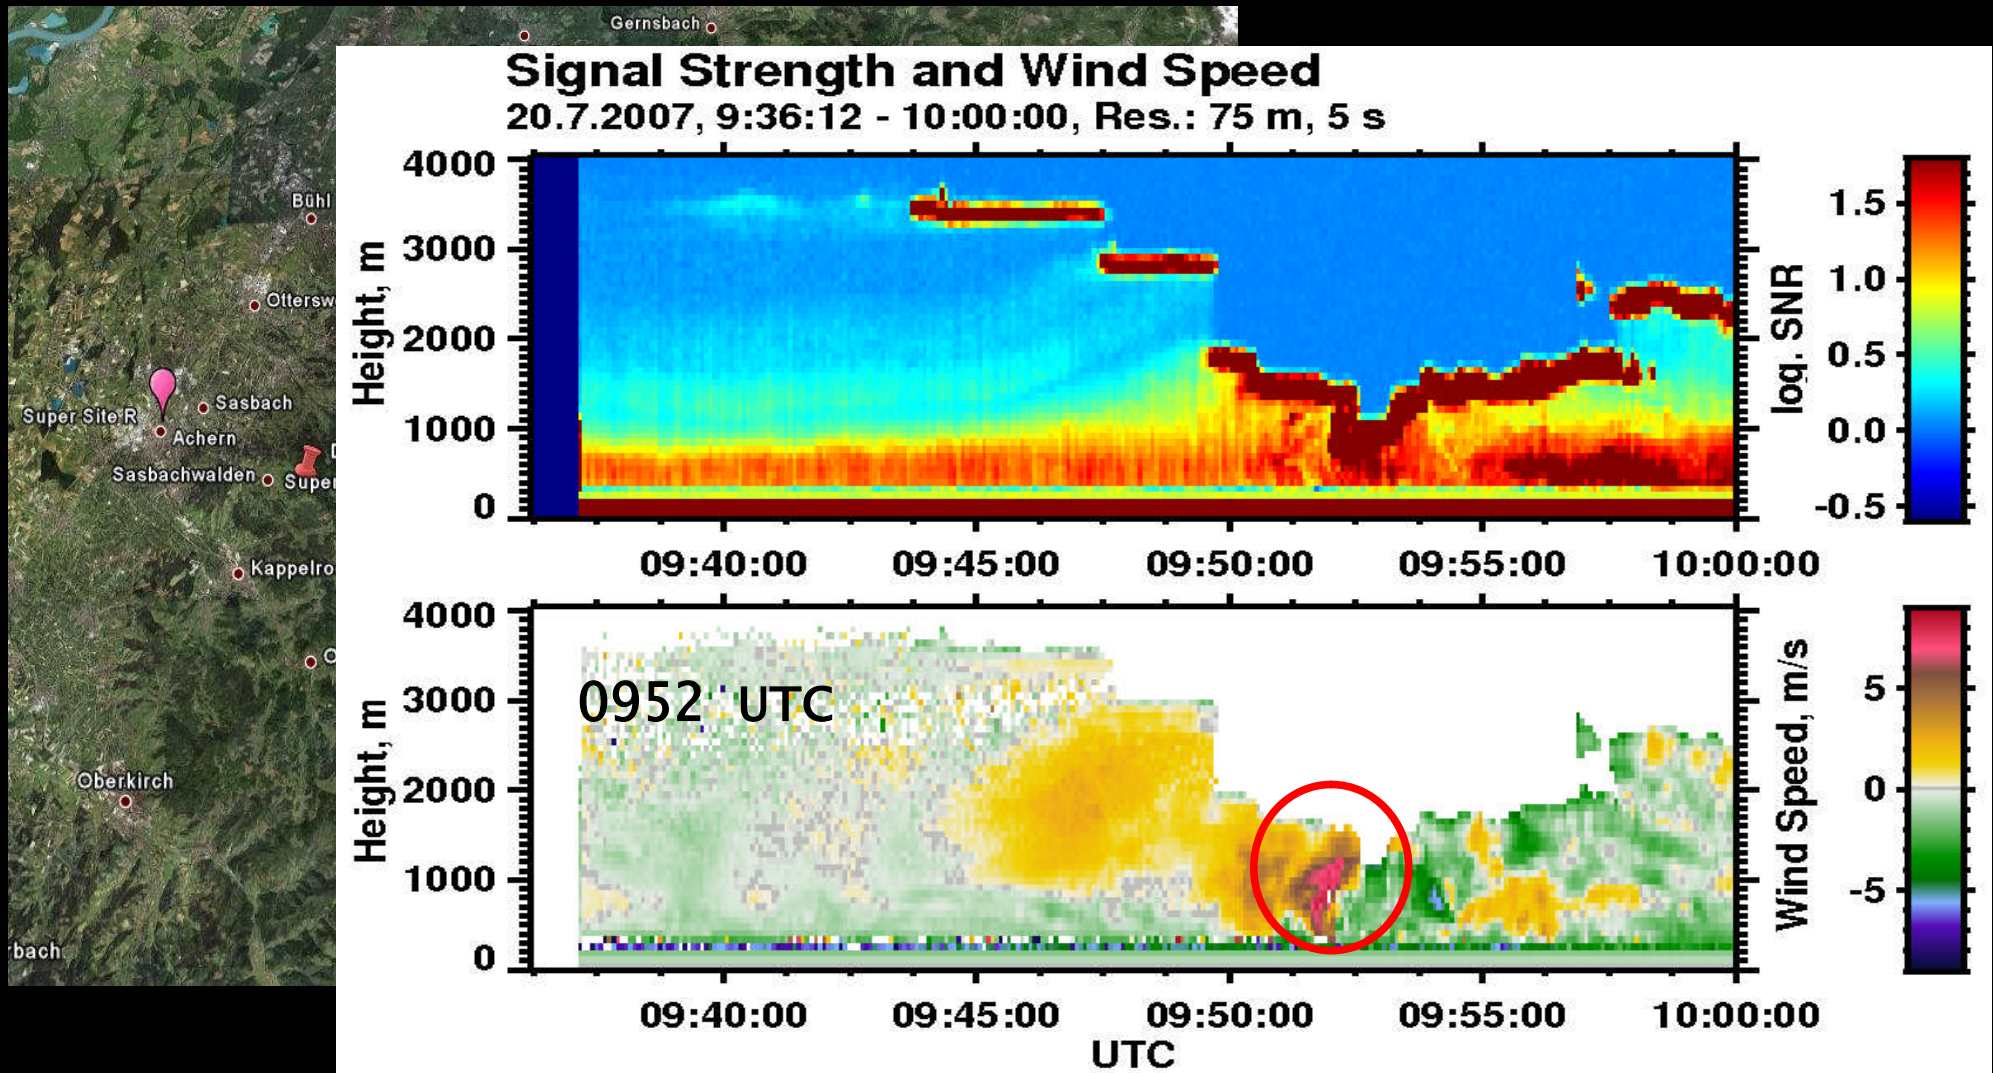 Gernsbach
Bühl
Ottersw
Super Site R
Sasbach
Achern
Sasbachwalden
Super
Kappelro
O
Oberkirch
rbach
Signal Strength and Wind Speed
20.7.2007, 9:36:12 - 10:00:00, Res.: 75 m, 5 s
Height, m
4000
3000
2000
1000
0
09:40:00 09:45:00 09:50:00 09:55:00 10:00:00
log. SNR
1.5
1.0
0.5
0.0
-0.5
Height, m
4000
3000
2000
1000
0
0952 UTC
09:40:00 09:45:00 09:50:00 09:55:00 10:00:00
UTC
Wind Speed, m/s
5
0
-5